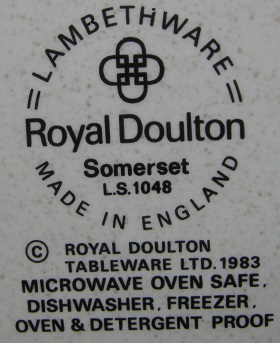 = LAMBETHWARE =
Royal Doulton
Somerset
L.S.1048
MADE IN ENGLAND
© ROYAL DOULTON
TABLEWARE LTD. 1983
MICROWAVE OVEN SAFE,
DISHWASHER, FREEZER,
OVEN & DETERGENT PROOF